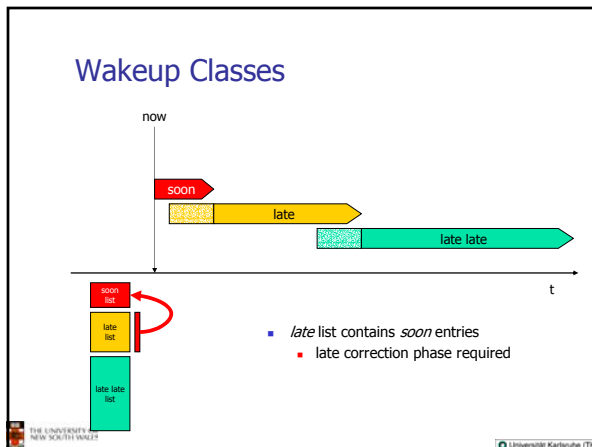 Wakeup Classes
now
soon
late
late late
t
soon
list
late
list
late late
list
late list contains soon entries
late correction phase required
THE UNIVERSITY
NEW SOUTH WALES
Universität Karlsruhe (TH